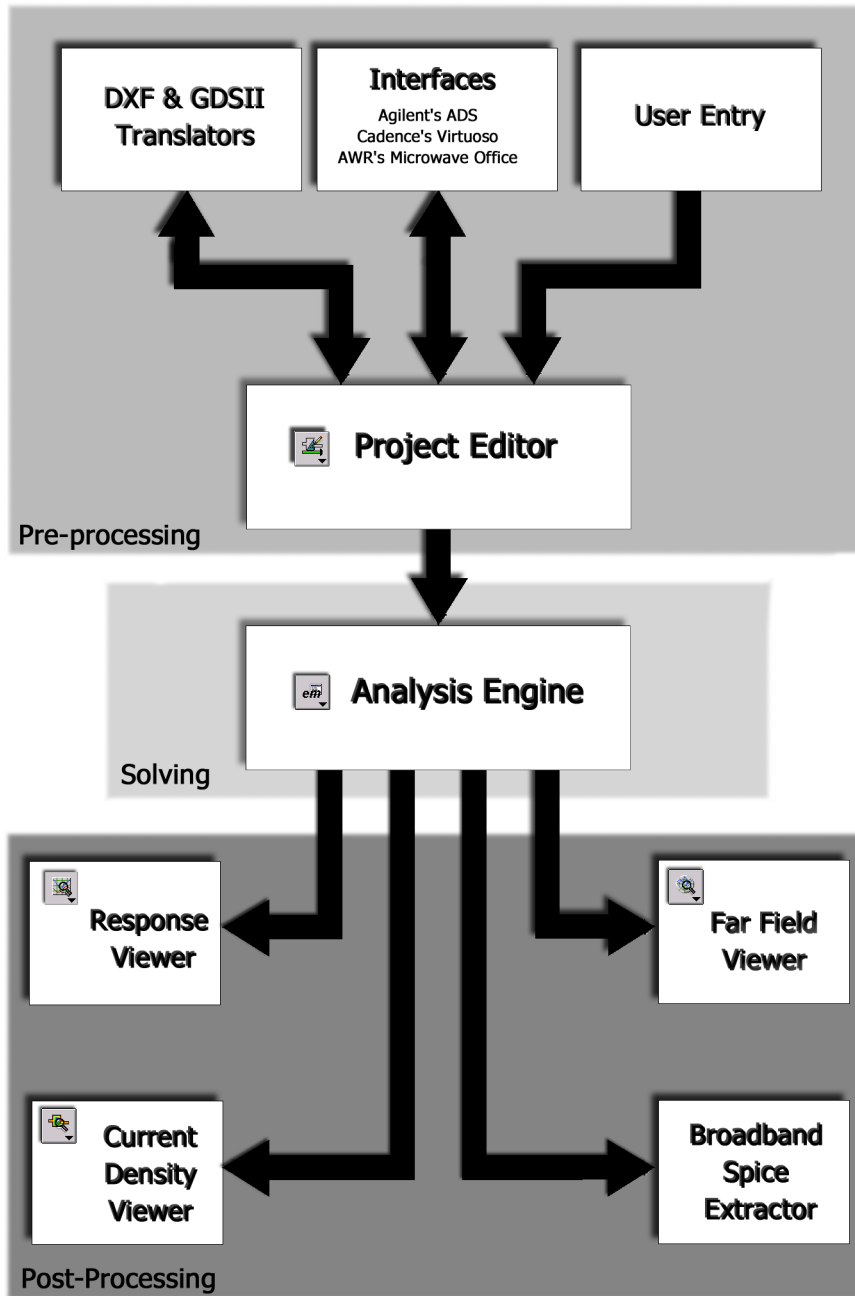 DXF & GDSII
Translators
Interfaces
Agilent's ADS
Cadence's Virtuoso
AWR's Microwave Office
User Entry
Project Editor
Pre-processing
em
Analysis Engine
Solving
Response
Viewer
Far Field
Viewer
Current
Density
Viewer
Broadband
Spice
Extractor
Post-Processing